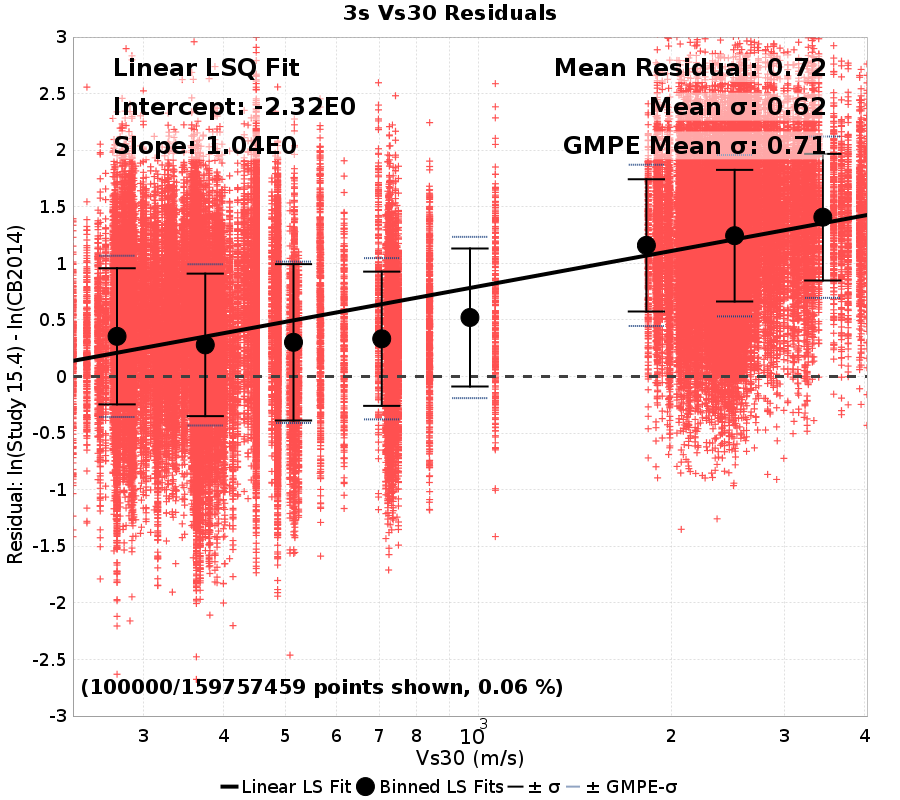 3s Vs30 Residuals
Linear LSQ Fit
Intercept: -2.32E0
Slope: 1.04E0
Mean Residual: 0.72
Mean σ: 0.62
GMPE Mean σ: 0.71
3
2.5
2
1.5
1
0.5
0
-0.5
-1
-1.5
-2
-2.5
-3
Residual: ln(Study 15.4) - ln(CB2014)
(100000/159757459 points shown, 0.06 %)
3 4 5 6 7 8 10³ 2 3 4
Vs30 (m/s)
Linear LS Fit Binned LS Fits ± σ ± GMPE-σ